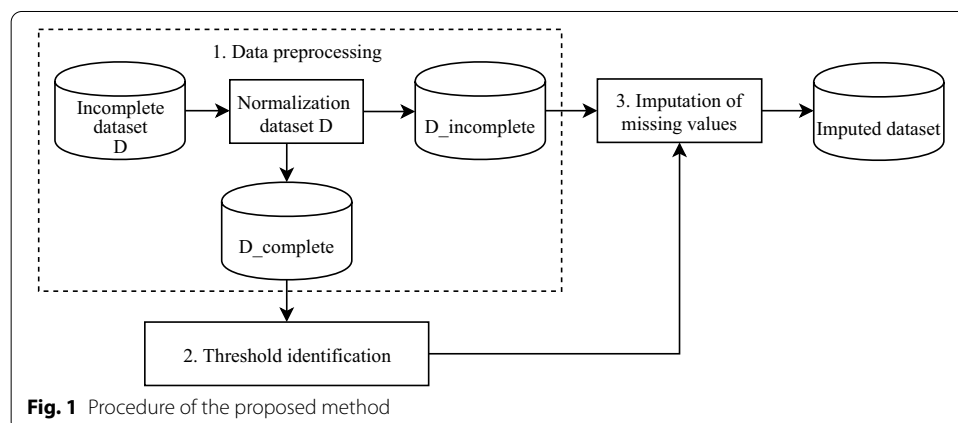 1. Data preprocessing
Incomplete
dataset
D
Normalization
dataset D
D_incomplete
3. Imputation of
missing values
Imputed dataset
D_complete
2. Threshold identification
Fig. 1 Procedure of the proposed method